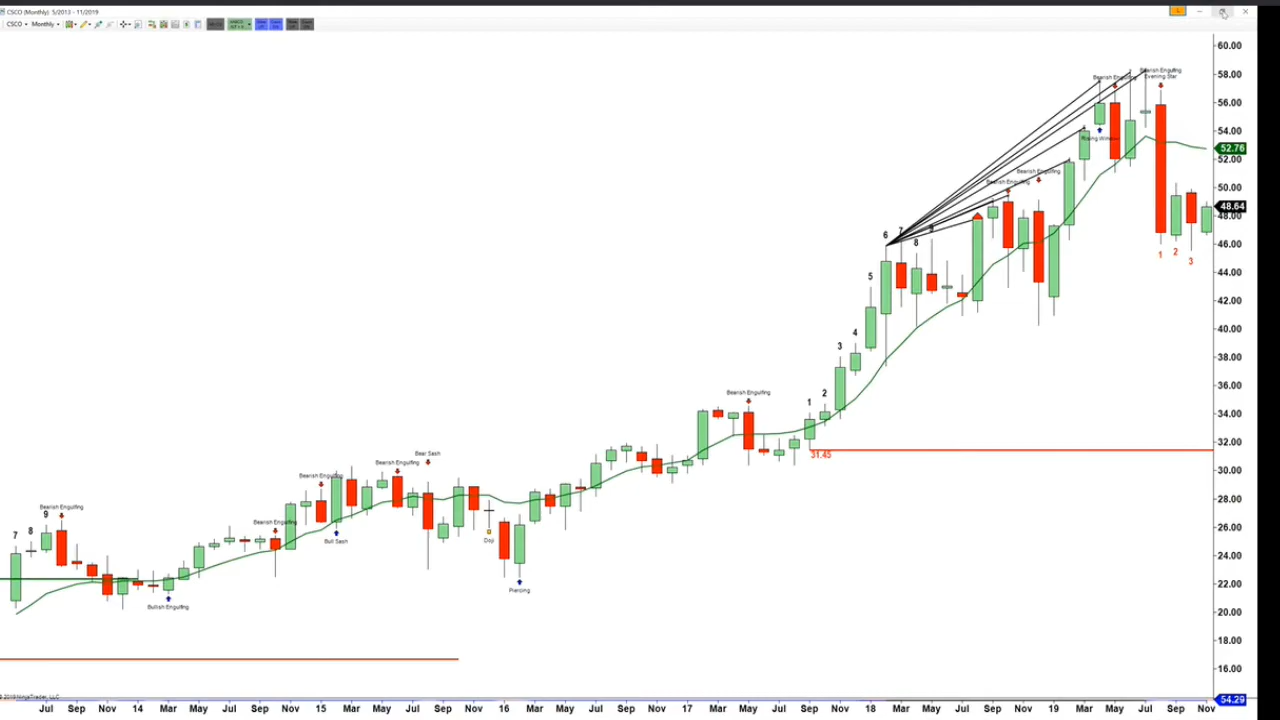 CSCO (Monthly) 5/2013 - 11/2019
CSCO Monthly
60.00
58.00
56.00
54.00
52.76
52.00
50.00
48.64
48.00
46.00
44.00
42.00
40.00
38.00
36.00
34.00
32.00
30.00
28.00
26.00
24.00
22.00
20.00
18.00
16.00
54.29
Bearish Engulfing
Evening Star
Bearish Engulfing
Bearish Engulfing
Bearish Engulfing
6 7 8 9
5
4
3
2
1
1 2 3
31.45
Bearish Engulfing
Bear Sash
Bearish Engulfing
Bearish Engulfing
Bearish Engulfing
Bearish Engulfing
7 8 9
Bull Sash
Doji
Piercing
Bullish Engulfing
© 2019 NinjaTrader, LLC
Jul Sep Nov 14 Mar May Jul Sep Nov 15 Mar May Jul Sep Nov 16 Mar May Jul Sep Nov 17 Mar May Jul Sep Nov 18 Mar May Jul Sep Nov 19 Mar May Jul Sep Nov